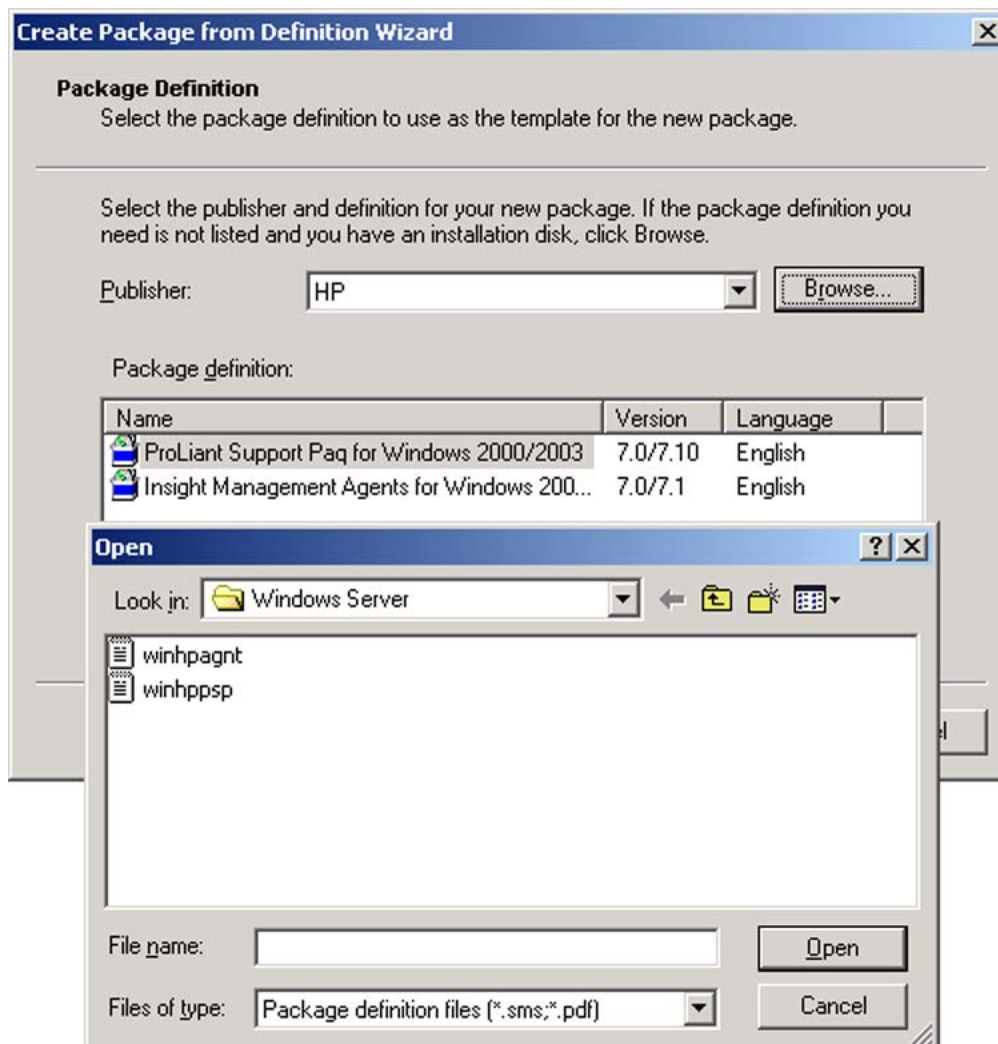 Create Package from Definition Wizard
Package Definition
Select the package definition to use as the template for the new package.
Select the publisher and definition for your new package. If the package definition you
need is not listed and you have an installation disk, click Browse.
Publisher: HP Browse...
Package definition:
Name Version Language
ProLiant Support Paq for Windows 2000/2003 7.0/7.10 English
Insight Management Agents for Windows 200... 7.0/7.1 English
Open
Look in: Windows Server
winhpagnt
winhppsp
File name: Open
Files of type: Package definition files (*.sms;*.pdf) Cancel